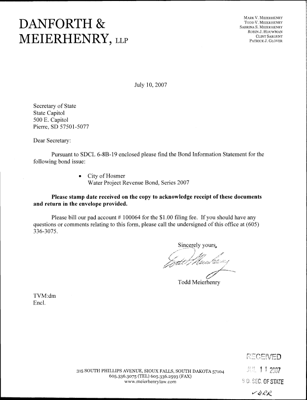 DANFORTH &
MEIERHENRY, LLP
MARK V. MEIERHENRY
TODD V. MEIERHENRY
SABRINA S. MEIERHENRY
CLINT SARGENT
PATRICK J. GLOVER
July 10, 2007
Secretary of State
State Capitol
500 E. Capitol
Pierre, SD 57501-5077
Dear Secretary:
Pursuant to SDCL 6-8B-19 enclosed please find the Bond Information Statement for the
following bond issue:
• City of Hosmer
Water Project Revenue Bond, Series 2007
Please stamp date received on the copy to acknowledge receipt of these documents
and return in the envelope provided.
Please bill our pad account # 100064 for the $1.00 filing fee. If you should have any
questions or comments relating to this form, please call the undersigned of this office at (605)
336-3075.
Sincerely yours,
Todd Meierhenry
TVM:dm
Encl.
RECEIVED
JUL 11 2007
SEC. OF STATE
315 SOUTH PHILLIPS AVENUE, SIOUX FALLS, SOUTH DAKOTA 57104
605.336.3075 (TEL) 605.336.2593 (FAX)
www.meierhenrylaw.com